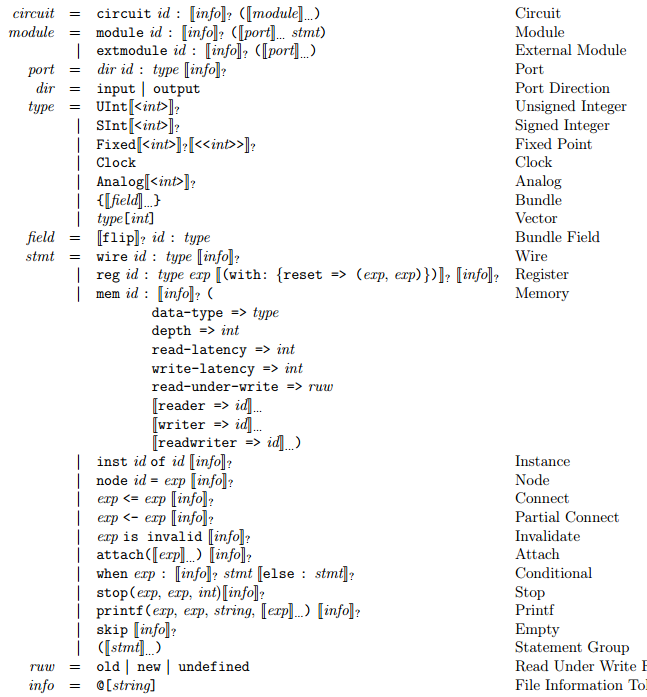 circuit = circuit id : ⟦info⟧? (⟦module⟧...) Circuit
module = module id : ⟦info⟧? (⟦port⟧... stmt) Module
| extmodule id : ⟦info⟧? (⟦port⟧...) External Module
port = dir id : type ⟦info⟧? Port
dir = input | output Port Direction
type = UInt⟦<int>⟧? Unsigned Integer
| SInt⟦<int>⟧? Signed Integer
| Fixed⟦<int>⟧?⟦<<int>>⟧? Fixed Point
| Clock Clock
| Analog⟦<int>⟧? Analog
| {⟦field⟧...} Bundle
| type[int] Vector
field = ⟦flip⟧? id : type Bundle Field
stmt = wire id : type ⟦info⟧? Wire
| reg id : type exp ⟦(with: {reset => (exp, exp)})⟧? ⟦info⟧? Register
| mem id : ⟦info⟧? ( Memory
data-type => type
depth => int
read-latency => int
write-latency => int
read-under-write => ruw
⟦reader => id⟧...
⟦writer => id⟧...
⟦readwriter => id⟧...)
| inst id of id ⟦info⟧? Instance
| node id = exp ⟦info⟧? Node
| exp <= exp ⟦info⟧? Connect
| exp <- exp ⟦info⟧? Partial Connect
| exp is invalid ⟦info⟧? Invalidate
| attach(⟦exp⟧...) ⟦info⟧? Attach
| when exp : ⟦info⟧? stmt ⟦else : stmt⟧? Conditional
| stop(exp, exp, int)⟦info⟧? Stop
| printf(exp, exp, string, ⟦exp⟧...) ⟦info⟧? Printf
| skip ⟦info⟧? Empty
| (⟦stmt⟧...) Statement Group
ruw = old | new | undefined Read Under Write
info = @[string] File Information